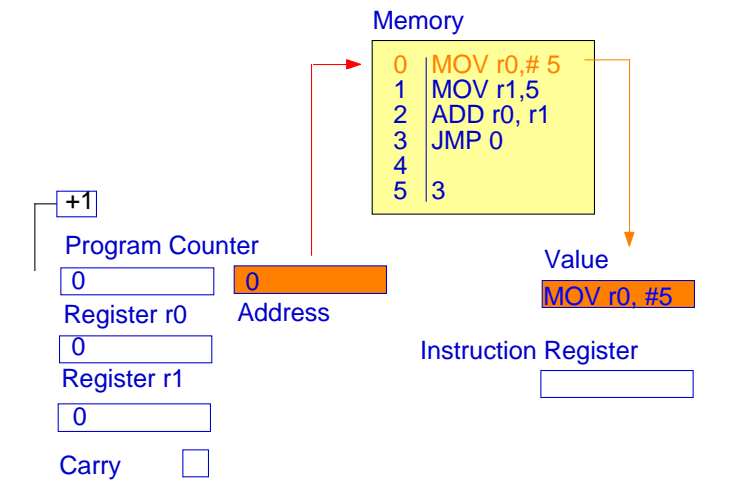 Memory
0 MOV r0,# 5
1 MOV r1,5
2 ADD r0, r1
3 JMP 0
4
5 3
+1
Program Counter
0
0
Address
Value
MOV r0, #5
Register r0
0
Instruction Register
Register r1
0
Carry